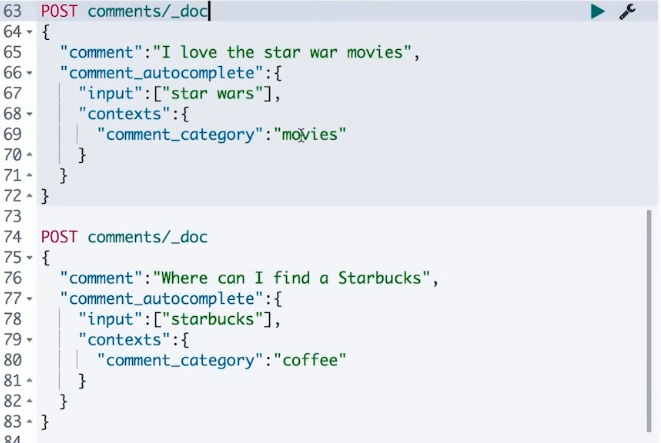 63 POST comments/_doc
64 {
65 "comment":"I love the star war movies",
66 "comment_autocomplete":{
67 "input":["star wars"],
68 "contexts":{
69 "comment_category":"movies"
70 }
71 }
72 }
73
74 POST comments/_doc
75 {
76 "comment":"Where can I find a Starbucks",
77 "comment_autocomplete":{
78 "input":["starbucks"],
79 "contexts":{
80 "comment_category":"coffee"
81 }
82 }
83 }
84